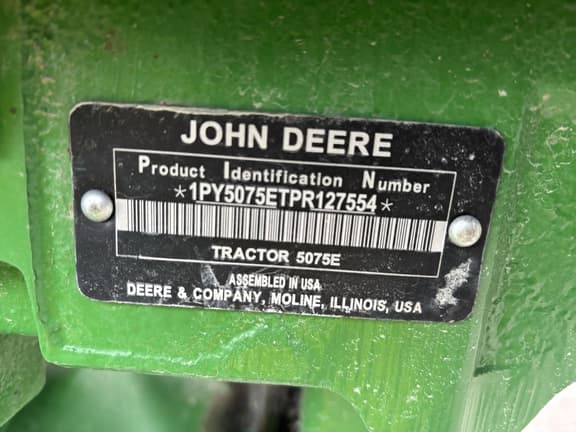 JOHN DEERE
Product Identification Number
*1PY5075ETPR127554*
TRACTOR 5075E
ASSEMBLED IN USA
DEERE & COMPANY, MOLINE, ILLINOIS, USA